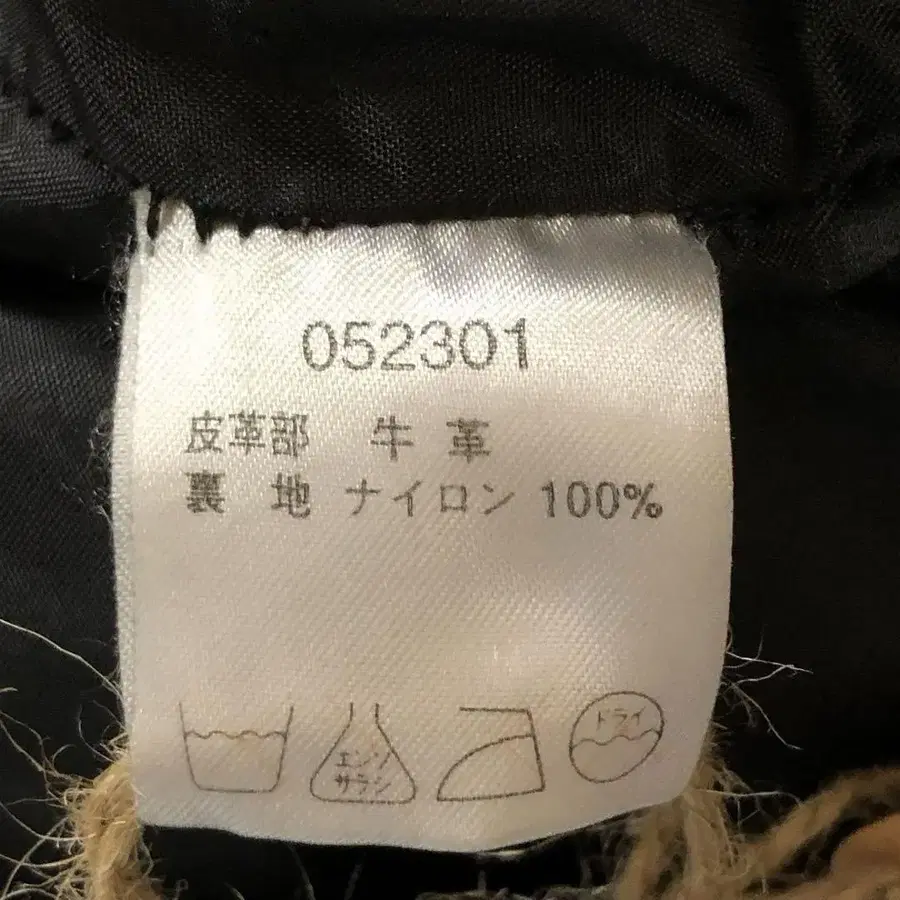 052301
皮革部 牛革
裏地 ナイロン 100%
エンソ
サラシ
ドライ